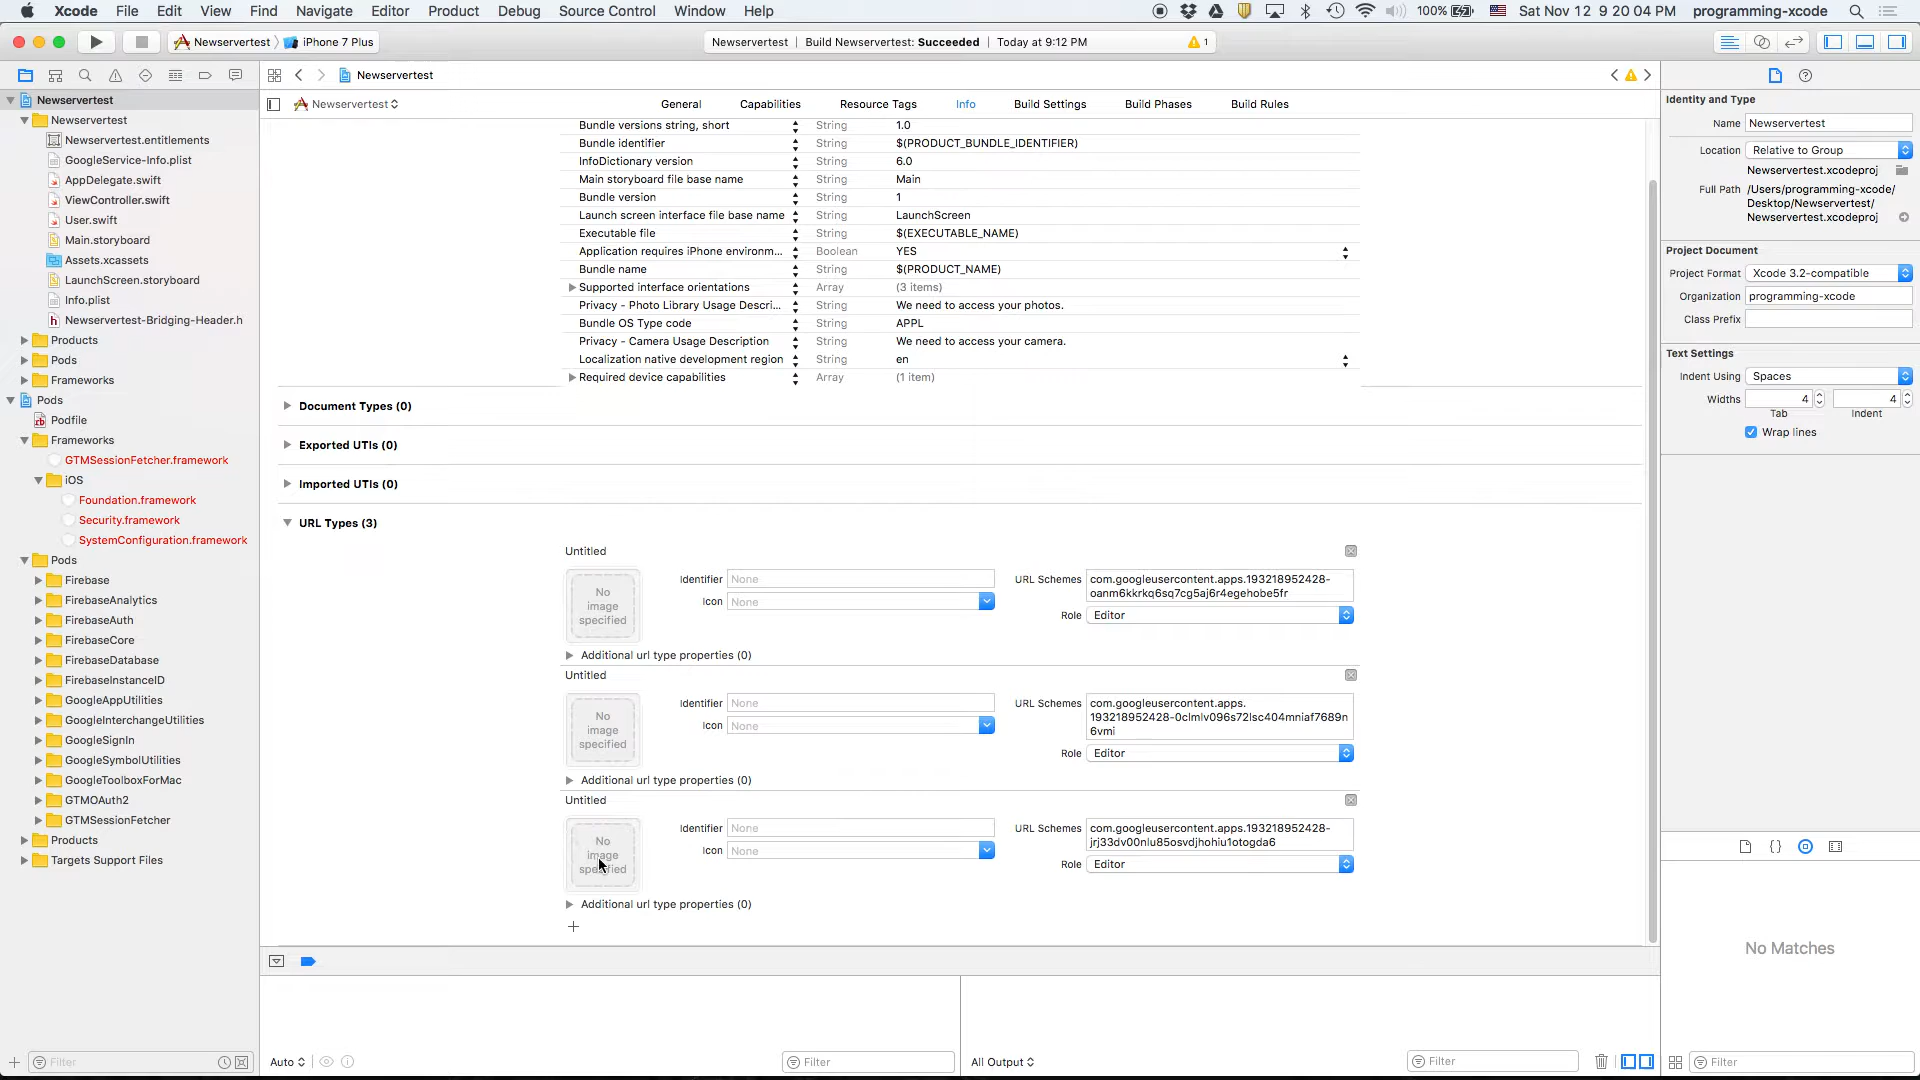 Xcode File Edit View Find Navigate Editor Product Debug Source Control Window Help
100% Sat Nov 12 9 20 04 PM programming-xcode
Newservertest iPhone 7 Plus
Newservertest | Build Newservertest: Succeeded | Today at 9:12 PM 1
Newservertest
Newservertest
General Capabilities Resource Tags Info Build Settings Build Phases Build Rules
Newservertest
Newservertest
Newservertest.entitlements
GoogleService-Info.plist
AppDelegate.swift
ViewController.swift
User.swift
Main.storyboard
Assets.xcassets
LaunchScreen.storyboard
Info.plist
h Newservertest-Bridging-Header.h
Products
Pods
Frameworks
Pods
Podfile
Frameworks
GTMSessionFetcher.framework
iOS
Foundation.framework
Security.framework
SystemConfiguration.framework
Pods
Firebase
FirebaseAnalytics
FirebaseAuth
FirebaseCore
FirebaseDatabase
FirebaseInstanceID
GoogleAppUtilities
GoogleInterchangeUtilities
GoogleSignIn
GoogleSymbolUtilities
GoogleToolboxForMac
GTMOAuth2
GTMSessionFetcher
Products
Targets Support Files
Filter
Bundle versions string, short String 1.0
Bundle identifier String $(PRODUCT_BUNDLE_IDENTIFIER)
InfoDictionary version String 6.0
Main storyboard file base name String Main
Bundle version String 1
Launch screen interface file base name String LaunchScreen
Executable file String $(EXECUTABLE_NAME)
Application requires iPhone environm... Boolean YES
Bundle name String $(PRODUCT_NAME)
Supported interface orientations Array (3 items)
Privacy - Photo Library Usage Descri... String We need to access your photos.
Bundle OS Type code String APPL
Privacy - Camera Usage Description String We need to access your camera.
Localization native development region String en
Required device capabilities Array (1 item)
Document Types (0)
Exported UTIs (0)
Imported UTIs (0)
URL Types (3)
Untitled
No image specified
Identifier None
Icon None
URL Schemes com.googleusercontent.apps.193218952428-
oanm6kkrkq6sq7cg5aj6r4egehobe5fr
Role Editor
Additional url type properties (0)
Untitled
No image specified
Identifier None
Icon None
URL Schemes com.googleusercontent.apps.
193218952428-0clmlv096s72lsc404mniaf7689n
6vmi
Role Editor
Additional url type properties (0)
Untitled
No image specified
Identifier None
Icon None
URL Schemes com.googleusercontent.apps.193218952428-
jrj33dv00nlu85osvdjhohiu1otogda6
Role Editor
Additional url type properties (0)
Auto
Filter
All Output
Filter
Identity and Type
Name Newservertest
Location Relative to Group
Newservertest.xcodeproj
Full Path /Users/programming-xcode/
Desktop/Newservertest/
Newservertest.xcodeproj
Project Document
Project Format Xcode 3.2-compatible
Organization programming-xcode
Class Prefix
Text Settings
Indent Using Spaces
Widths 4 4
Tab Indent
Wrap lines
No Matches
Filter